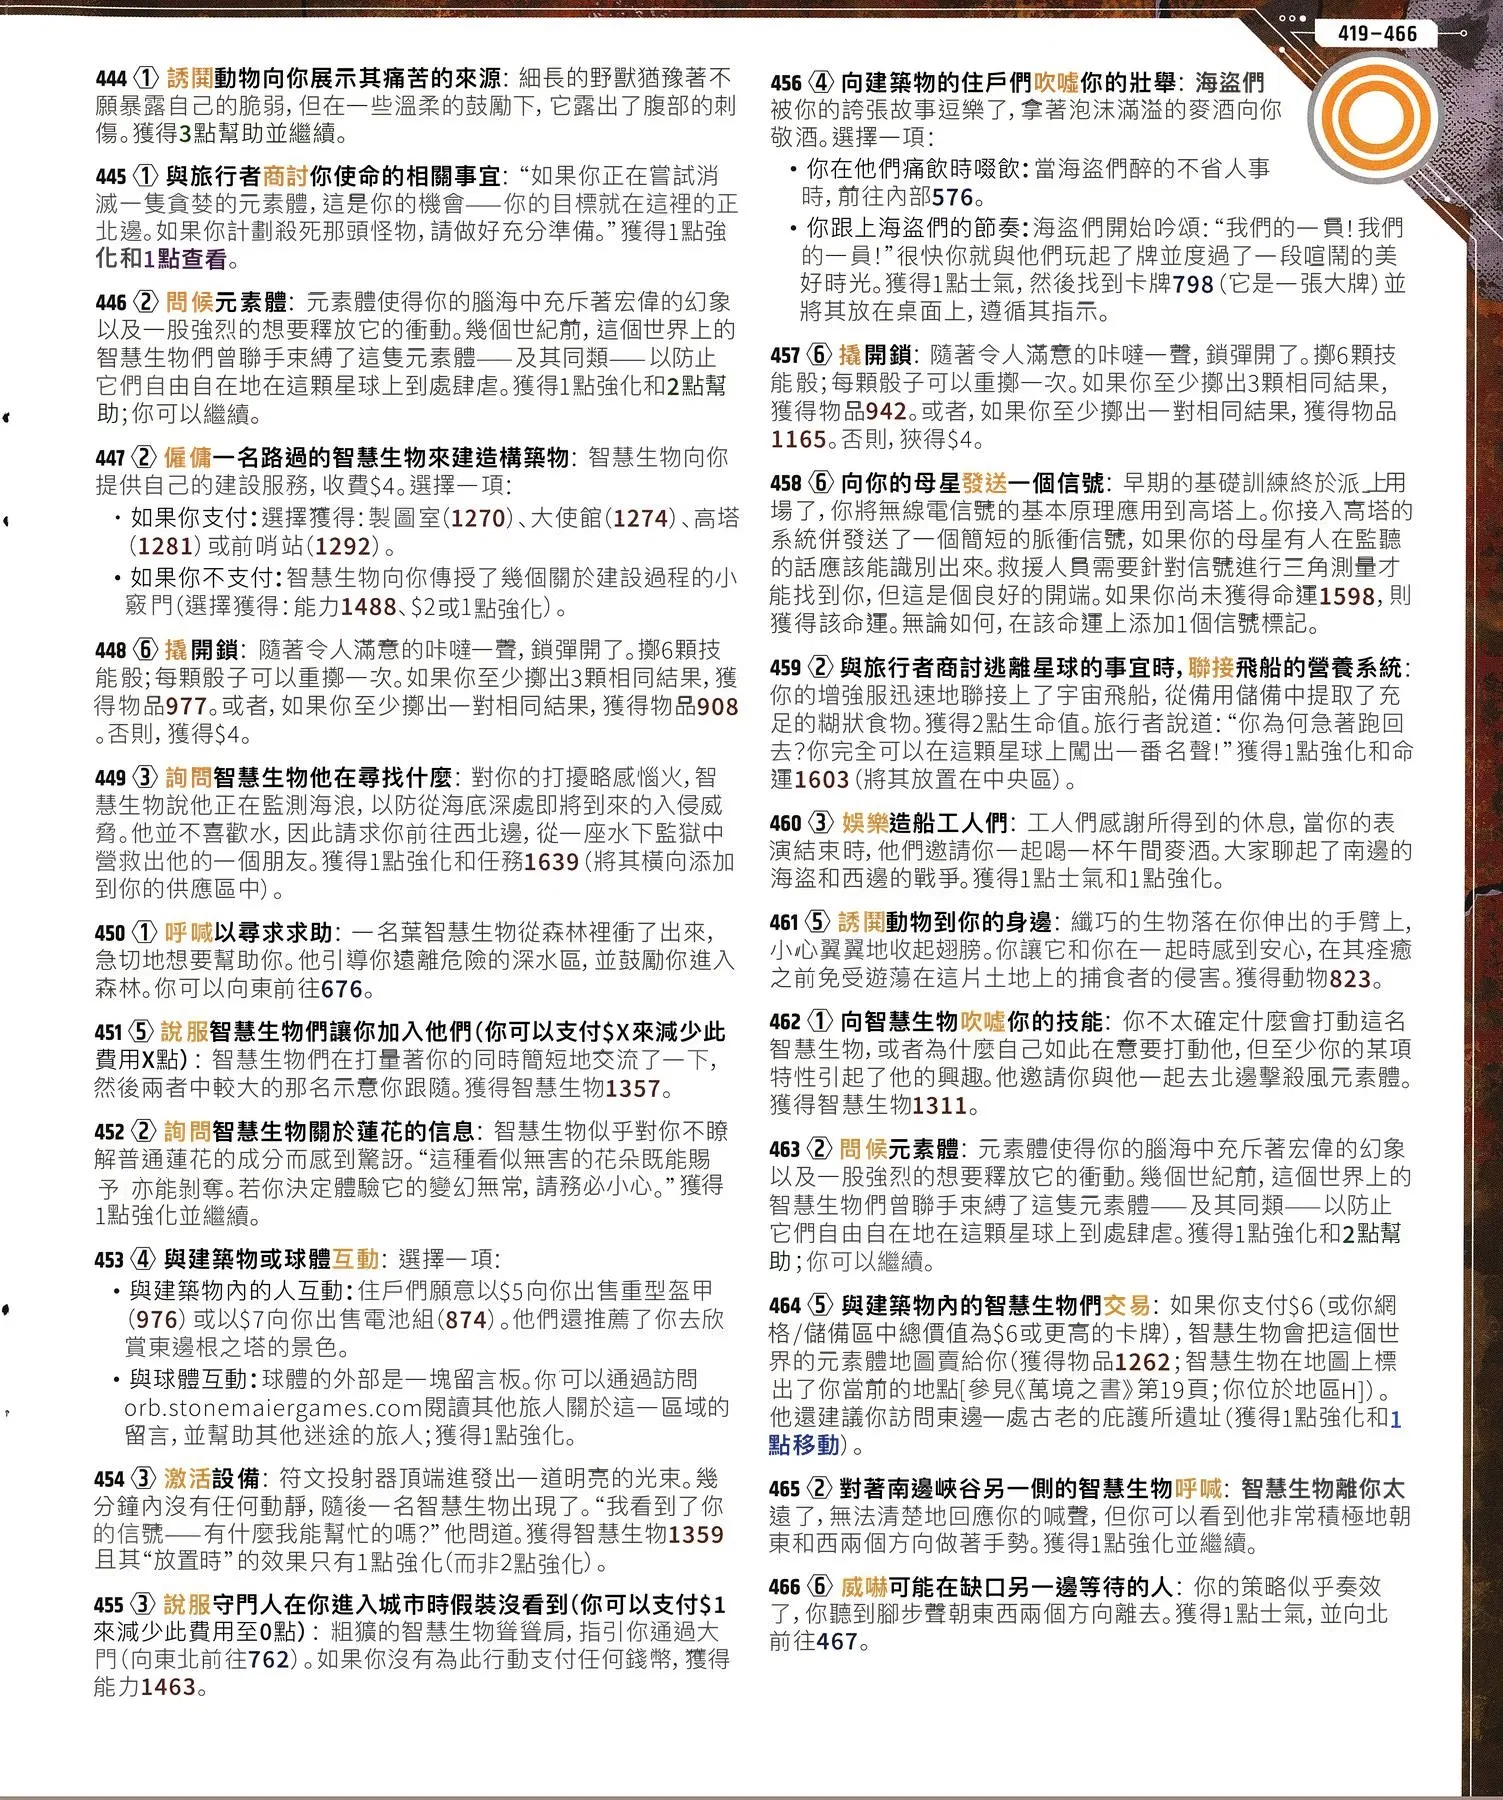 419–466
444 1 誘鬨動物向你展示其痛苦的來源：細長的野獸猶豫著不
願暴露自己的脆弱，但在一些溫柔的鼓勵下，它露出了腹部的刺
傷。獲得3點幫助並繼續。
445 1 與旅行者商討你使命的相關事宜：“如果你正在嘗試消
滅一隻貪婪的元素體，這是你的機會——你的目標就在這裡的正
北邊。如果你計劃殺死那頭怪物，請做好充分準備。”獲得1點強
化和1點查看。
446 2 問候元素體：元素體使得你的腦海中充斥著宏偉的幻象
以及一股強烈的想要釋放它的衝動。幾個世紀前，這個世界上的
智慧生物們曾聯手束縛了這隻元素體——及其同類——以防止
它們自由自在地在這顆星球上到處肆虐。獲得1點強化和2點幫
助；你可以繼續。
447 2 僱傭一名路過的智慧生物來建造構築物：智慧生物向你
提供自己的建設服務，收費$4。選擇一項：
・如果你支付：選擇獲得：製圖室(1270)、大使館(1274)、高塔
(1281)或前哨站(1292)。
・如果你不支付：智慧生物向你傳授了幾個關於建設過程的小
竅門(選擇獲得：能力1488、$2或1點強化)。
448 6 撬開鎖：隨著令人滿意的咔噠一聲，鎖彈開了。擲6顆技
能骰；每顆骰子可以重擲一次。如果你至少擲出3顆相同結果，獲
得物品977。或者，如果你至少擲出一對相同結果，獲得物品908
。否則，獲得$4。
449 3 詢問智慧生物他在尋找什麼：對你的打擾略感惱火，智
慧生物說他正在監測海浪，以防從海底深處即將到來的入侵威
脅。他並不喜歡水，因此請求你前往西北邊，從一座水下監獄中
營救出他的一個朋友。獲得1點強化和任務1639(將其橫向添加
到你的供應區中)。
450 1 呼喊以尋求求助：一名葉智慧生物從森林裡衝了出來，
急切地想要幫助你。他引導你遠離危險的深水區，並鼓勵你進入
森林。你可以向東前往676。
451 5 說服智慧生物們讓你加入他們(你可以支付$X來減少此
費用X點)：智慧生物們在打量著你的同時簡短地交流了一下，
然後兩者中較大的那名示意你跟隨。獲得智慧生物1357。
452 2 詢問智慧生物關於蓮花的信息：智慧生物似乎對你不瞭
解普通蓮花的成分而感到驚訝。“這種看似無害的花朵既能賜
予 亦能剝奪。若你決定體驗它的變幻無常，請務必小心。”獲得
1點強化並繼續。
453 4 與建築物或球體互動：選擇一項：
・與建築物內的人互動：住戶們願意以$5向你出售重型盔甲
(976)或以$7向你出售電池組(874)。他們還推薦了你去欣
賞東邊根之塔的景色。
・與球體互動：球體的外部是一塊留言板。你可以通過訪問
orb.stonemaiergames.com閱讀其他旅人關於這一區域的
留言，並幫助其他迷途的旅人；獲得1點強化。
454 3 激活設備：符文投射器頂端進發出一道明亮的光束。幾
分鐘內沒有任何動靜，隨後一名智慧生物出現了。“我看到了你
的信號——有什麼我能幫忙的嗎？”他問道。獲得智慧生物1359
且其“放置時”的效果只有1點強化(而非2點強化)。
455 3 說服守門人在你進入城市時假裝沒看到(你可以支付$1
來減少此費用至0點)：粗獷的智慧生物聳聳肩，指引你通過大
門(向東北前往762)。如果你沒有為此行動支付任何錢幣，獲得
能力1463。
456 4 向建築物的住戶們吹噓你的壯舉：海盜們
被你的誇張故事逗樂了，拿著泡沫滿溢的麥酒向你
敬酒。選擇一項：
・你在他們痛飲時啜飲：當海盜們醉的不省人事
時，前往內部576。
・你跟上海盜們的節奏：海盜們開始吟頌：“我們的一員！我們
的一員！”很快你就與他們玩起了牌並度過了一段喧鬧的美
好時光。獲得1點士氣，然後找到卡牌798(它是一張大牌)並
將其放在桌面上，遵循其指示。
457 6 撬開鎖：隨著令人滿意的咔噠一聲，鎖彈開了。擲6顆技
能骰；每顆骰子可以重擲一次。如果你至少擲出3顆相同結果，
獲得物品942。或者，如果你至少擲出一對相同結果，獲得物品
1165。否則，狹得$4。
458 6 向你的母星發送一個信號：早期的基礎訓練終於派上用
場了，你將無線電信號的基本原理應用到高塔上。你接入高塔的
系統併發送了一個簡短的脈衝信號，如果你的母星有人在監聽
的話應該能識別出來。救援人員需要針對信號進行三角測量才
能找到你，但這是個良好的開端。如果你尚未獲得命運1598，則
獲得該命運。無論如何，在該命運上添加1個信號標記。
459 2 與旅行者商討逃離星球的事宜時，聯接飛船的營養系統：
你的增強服迅速地聯接上了宇宙飛船，從備用儲備中提取了充
足的糊狀食物。獲得2點生命值。旅行者說道：“你為何急著跑回
去？你完全可以在這顆星球上闖出一番名聲！”獲得1點強化和命
運1603(將其放置在中央區)。
460 3 娛樂造船工人們：工人們感謝所得到的休息，當你的表
演結束時，他們邀請你一起喝一杯午間麥酒。大家聊起了南邊的
海盜和西邊的戰爭。獲得1點士氣和1點強化。
461 5 誘鬨動物到你的身邊：纖巧的生物落在你伸出的手臂上，
小心翼翼地收起翅膀。你讓它和你在一起時感到安心，在其痊癒
之前免受遊蕩在這片土地上的捕食者的侵害。獲得動物823。
462 1 向智慧生物吹噓你的技能：你不太確定什麼會打動這名
智慧生物，或者為什麼自己如此在意要打動他，但至少你的某項
特性引起了他的興趣。他邀請你與他一起去北邊擊殺風元素體。
獲得智慧生物1311。
463 2 問候元素體：元素體使得你的腦海中充斥著宏偉的幻象
以及一股強烈的想要釋放它的衝動。幾個世紀前，這個世界上的
智慧生物們曾聯手束縛了這隻元素體——及其同類——以防止
它們自由自在地在這顆星球上到處肆虐。獲得1點強化和2點幫
助；你可以繼續。
464 5 與建築物內的智慧生物們交易：如果你支付$6(或你網
格/儲備區中總價值為$6或更高的卡牌)，智慧生物會把這個世
界的元素體地圖賣給你(獲得物品1262；智慧生物在地圖上標
出了你當前的地點[參見《萬境之書》第19頁；你位於地區H])。
他還建議你訪問東邊一處古老的庇護所遺址(獲得1點強化和1
點移動)。
465 2 對著南邊峽谷另一側的智慧生物呼喊：智慧生物離你太
遠了，無法清楚地回應你的喊聲，但你可以看到他非常積極地朝
東和西兩個方向做著手勢。獲得1點強化並繼續。
466 6 威嚇可能在缺口另一邊等待的人：你的策略似乎奏效
了，你聽到腳步聲朝東西兩個方向離去。獲得1點士氣，並向北
前往467。